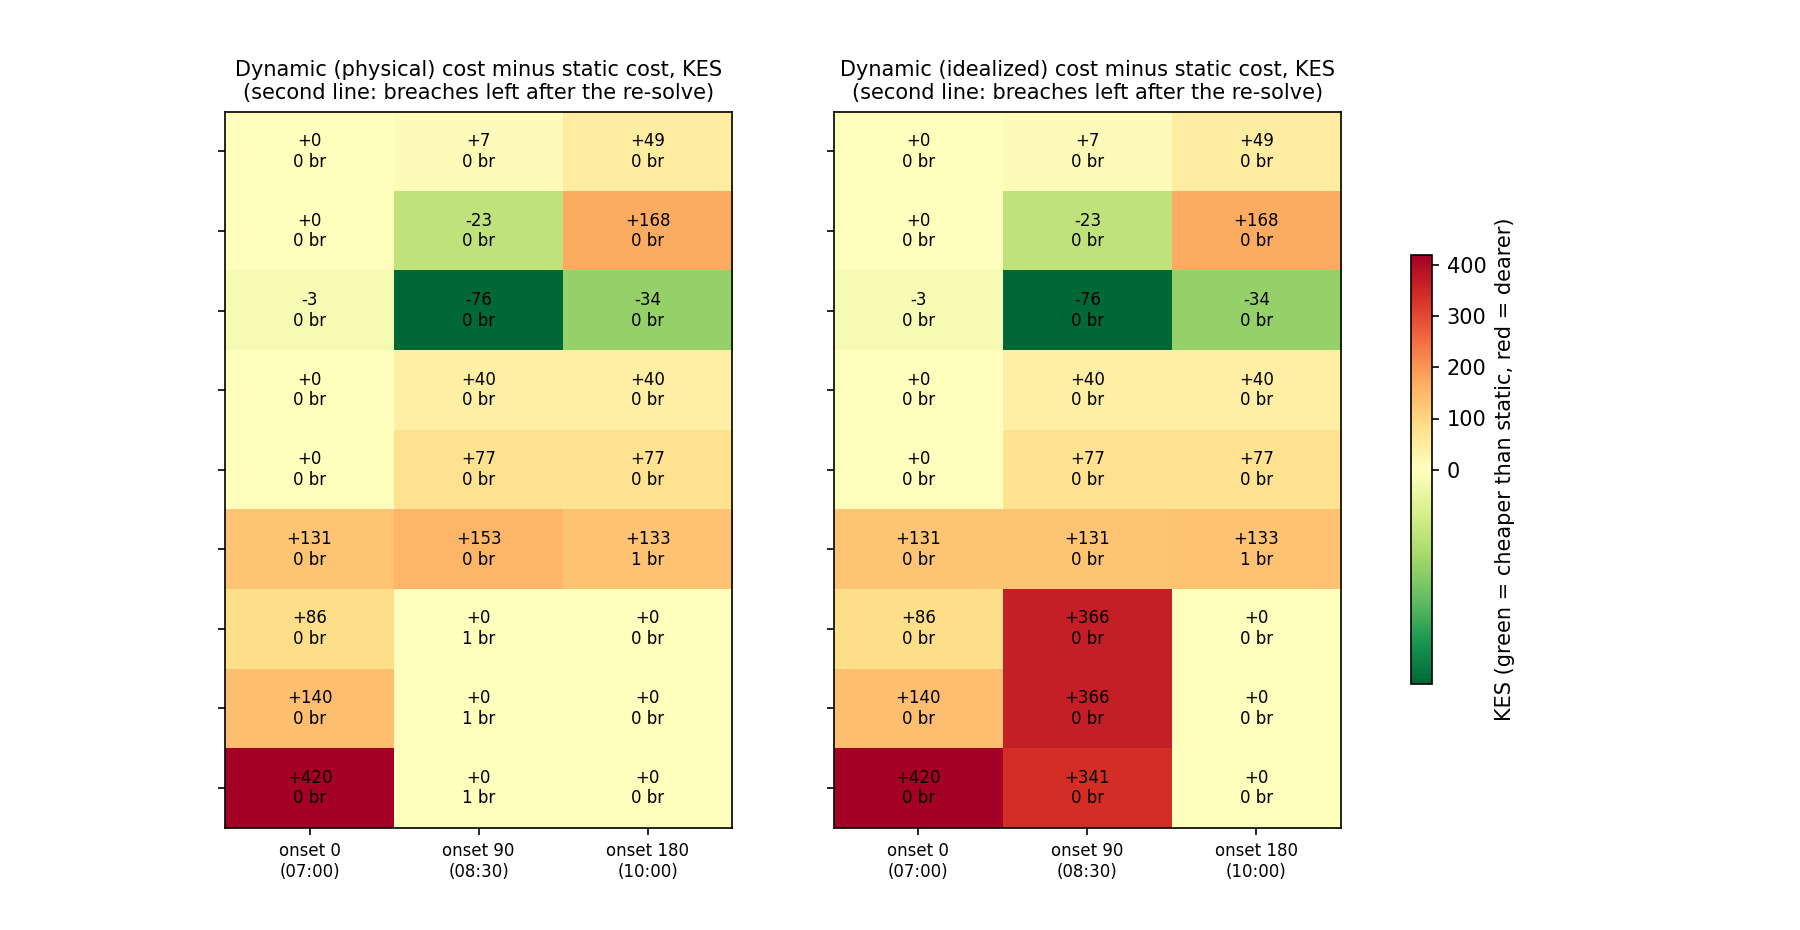 Dynamic (physical) cost minus static cost, KES
(second line: breaches left after the re-solve)
+0
0 br
+7
0 br
+49
0 br
+0
0 br
-23
0 br
+168
0 br
-3
0 br
-76
0 br
-34
0 br
+0
0 br
+40
0 br
+40
0 br
+0
0 br
+77
0 br
+77
0 br
+131
0 br
+153
0 br
+133
1 br
+86
0 br
+0
1 br
+0
0 br
+140
0 br
+0
1 br
+0
0 br
+420
0 br
+0
1 br
+0
0 br
onset 0
(07:00)
onset 90
(08:30)
onset 180
(10:00)
Dynamic (idealized) cost minus static cost, KES
(second line: breaches left after the re-solve)
+0
0 br
+7
0 br
+49
0 br
+0
0 br
-23
0 br
+168
0 br
-3
0 br
-76
0 br
-34
0 br
+0
0 br
+40
0 br
+40
0 br
+0
0 br
+77
0 br
+77
0 br
+131
0 br
+131
0 br
+133
1 br
+86
0 br
+366
0 br
+0
0 br
+140
0 br
+366
0 br
+0
0 br
+420
0 br
+341
0 br
+0
0 br
onset 0
(07:00)
onset 90
(08:30)
onset 180
(10:00)
400
300
200
100
0
KES (green = cheaper than static, red = dearer)